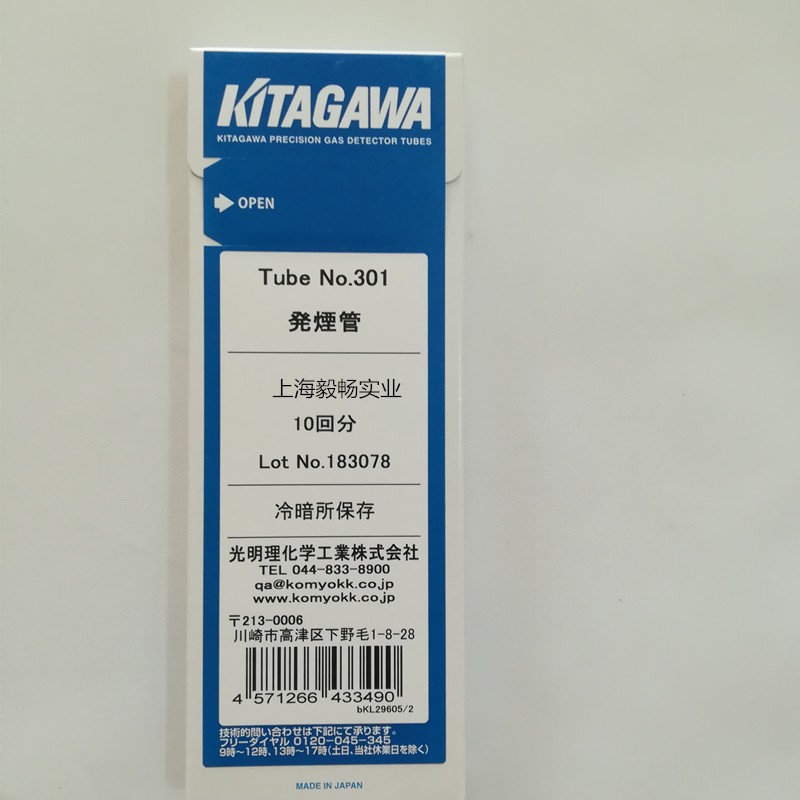 KITAGAWA
KITAGAWA PRECISION GAS DETECTOR TUBES
OPEN
Tube No.301
発煙管
上海毅畅实业
10回分
Lot No.183078
冷暗所保存
光明理化学工業株式会社
TEL 044-833-8900
qa@komyokk.co.jp
www.komyokk.co.jp
〒213-0006
川崎市高津区下野毛1-8-28
4 571266 433490
bKL29605/2
技術的問い合わせは下記にて承ります。
フリーダイヤル 0120-045-345
9時～12時、13時～17時(土日、当社休業日を除く)
MADE IN JAPAN